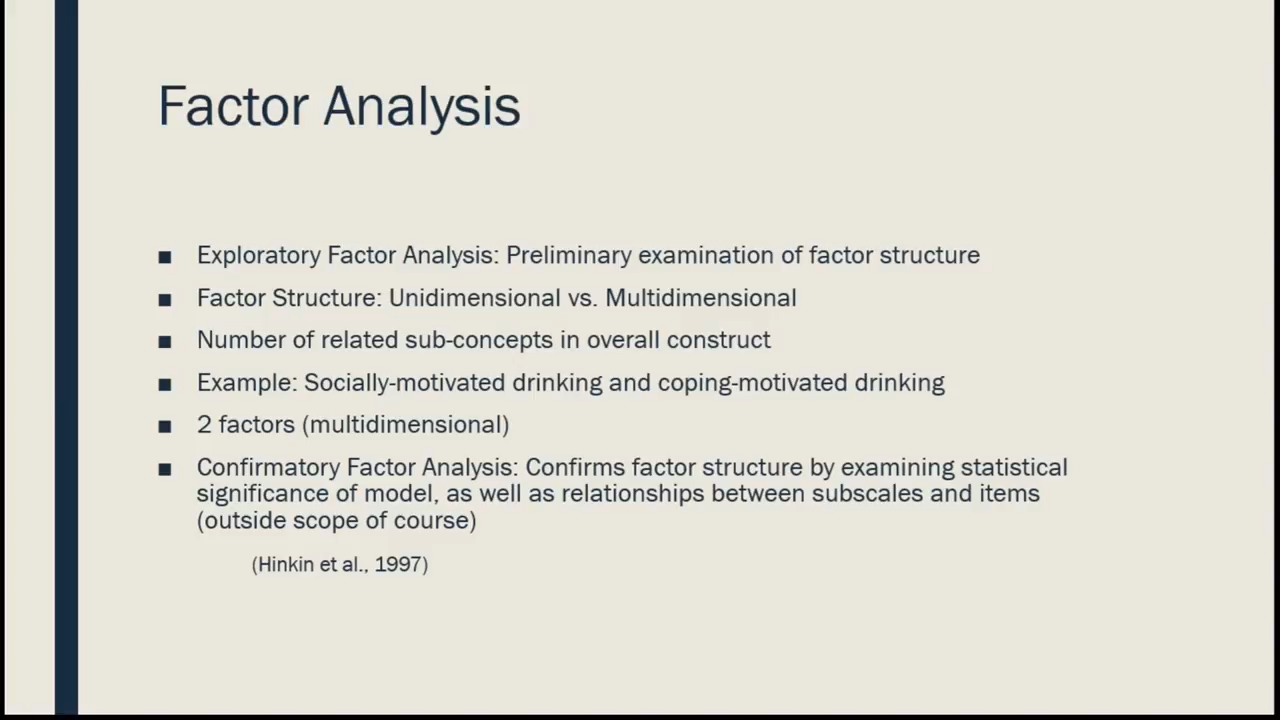 Factor Analysis
■ Exploratory Factor Analysis: Preliminary examination of factor structure
■ Factor Structure: Unidimensional vs. Multidimensional
■ Number of related sub-concepts in overall construct
■ Example: Socially-motivated drinking and coping-motivated drinking
■ 2 factors (multidimensional)
■ Confirmatory Factor Analysis: Confirms factor structure by examining statistical
significance of model, as well as relationships between subscales and items
(outside scope of course)
(Hinkin et al., 1997)